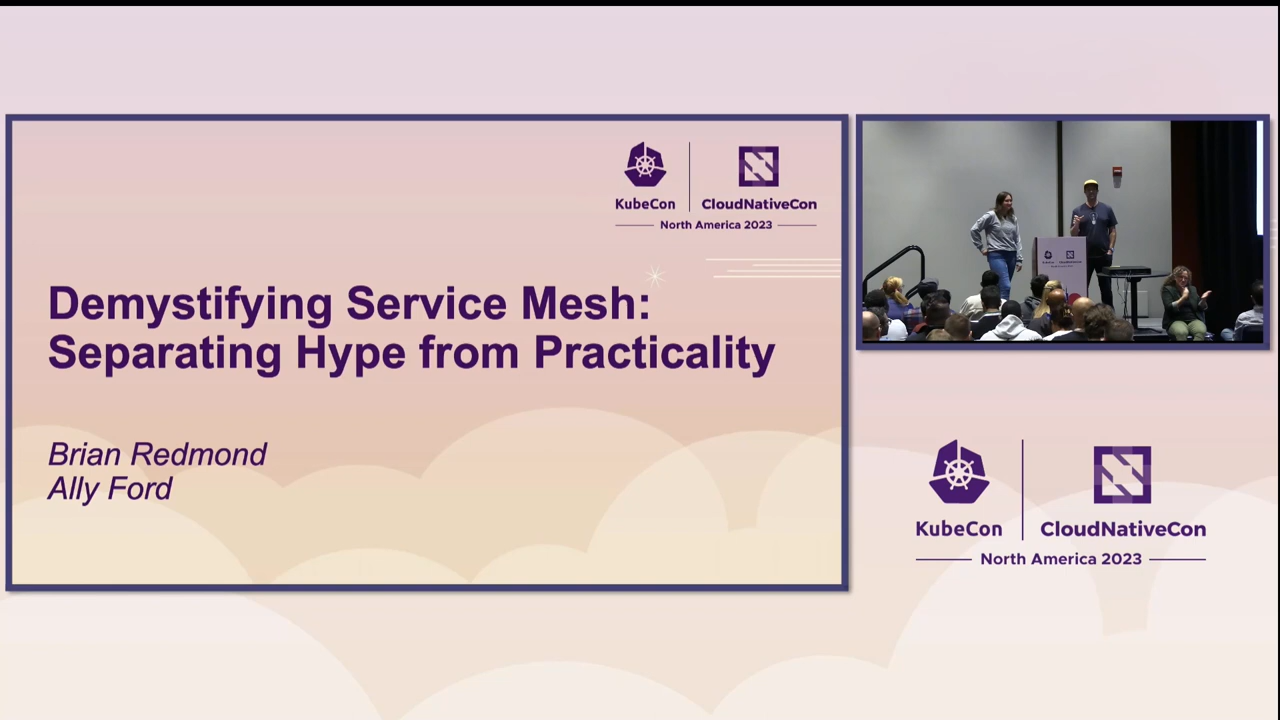 KubeCon
CloudNativeCon
North America 2023
Demystifying Service Mesh:
Separating Hype from Practicality
Brian Redmond
Ally Ford
KubeCon
CloudNativeCon
North America 2023